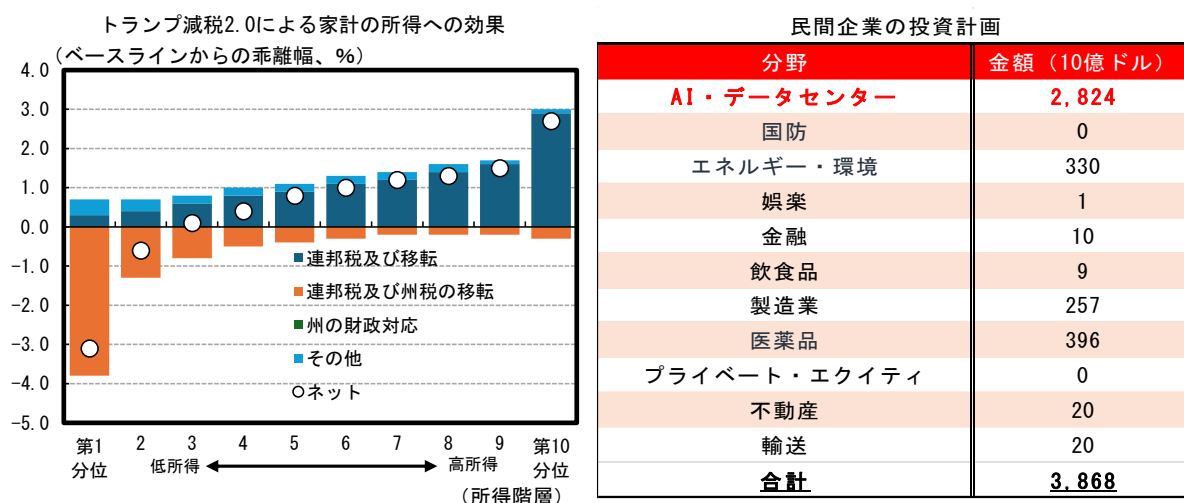 トランプ減税2.0による家計の所得への効果
(ベースラインからの乖離幅、%)
4.0
3.0
2.0
1.0
0.0
-1.0
-2.0
-3.0
-4.0
-5.0
■連邦税及び移転
■連邦税及び州税の移転
■州の財政対応
■その他
○ネット
第1分位 2 3 4 5 6 7 8 9 第10分位
低所得 高所得
(所得階層)
民間企業の投資計画
分野 金額(10億ドル)
AI・データセンター 2,824
国防 0
エネルギー・環境 330
娯楽 1
金融 10
飲食品 9
製造業 257
医薬品 396
プライベート・エクイティ 0
不動産 20
輸送 20
合計 3,868